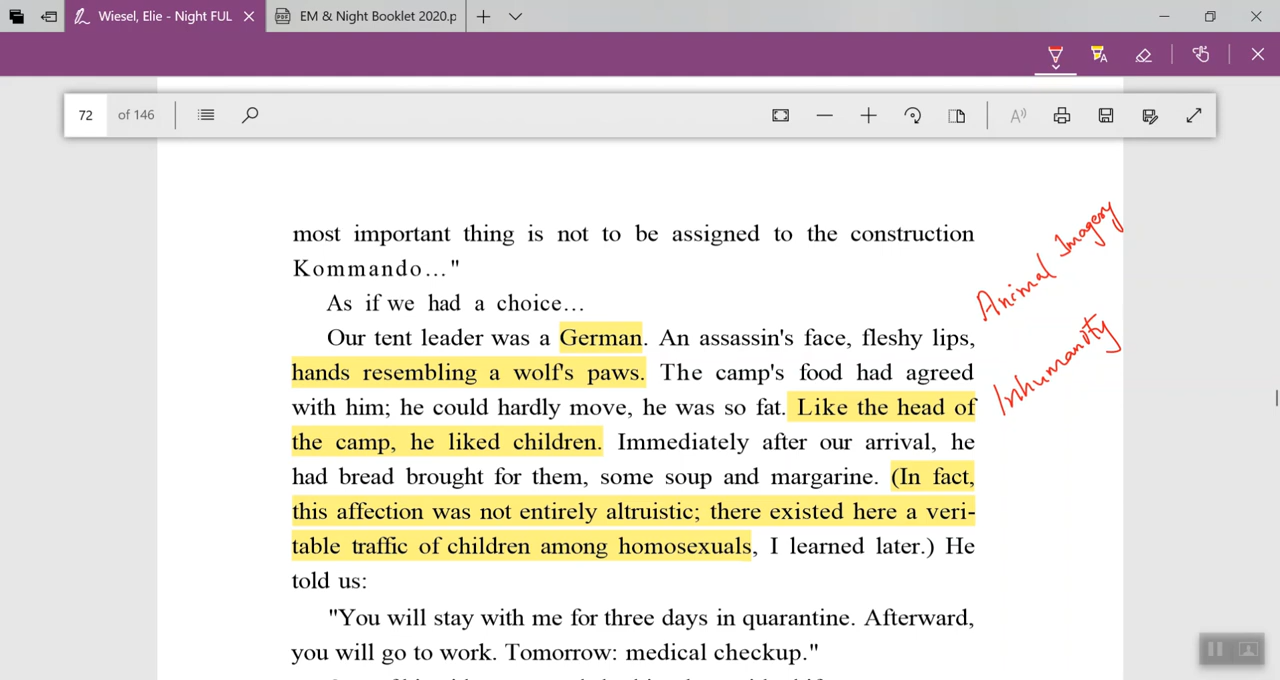 Wiesel, Elie - Night FUL
EM & Night Booklet 2020.p
72 of 146
most important thing is not to be assigned to the construction
Kommando..."
As if we had a choice...
Our tent leader was a German. An assassin's face, fleshy lips,
hands resembling a wolf's paws. The camp's food had agreed
with him; he could hardly move, he was so fat. Like the head of
the camp, he liked children. Immediately after our arrival, he
had bread brought for them, some soup and margarine. (In fact,
this affection was not entirely altruistic; there existed here a veri-
table traffic of children among homosexuals, I learned later.) He
told us:
"You will stay with me for three days in quarantine. Afterward,
you will go to work. Tomorrow: medical checkup."
Animal Imagery
Inhumanity